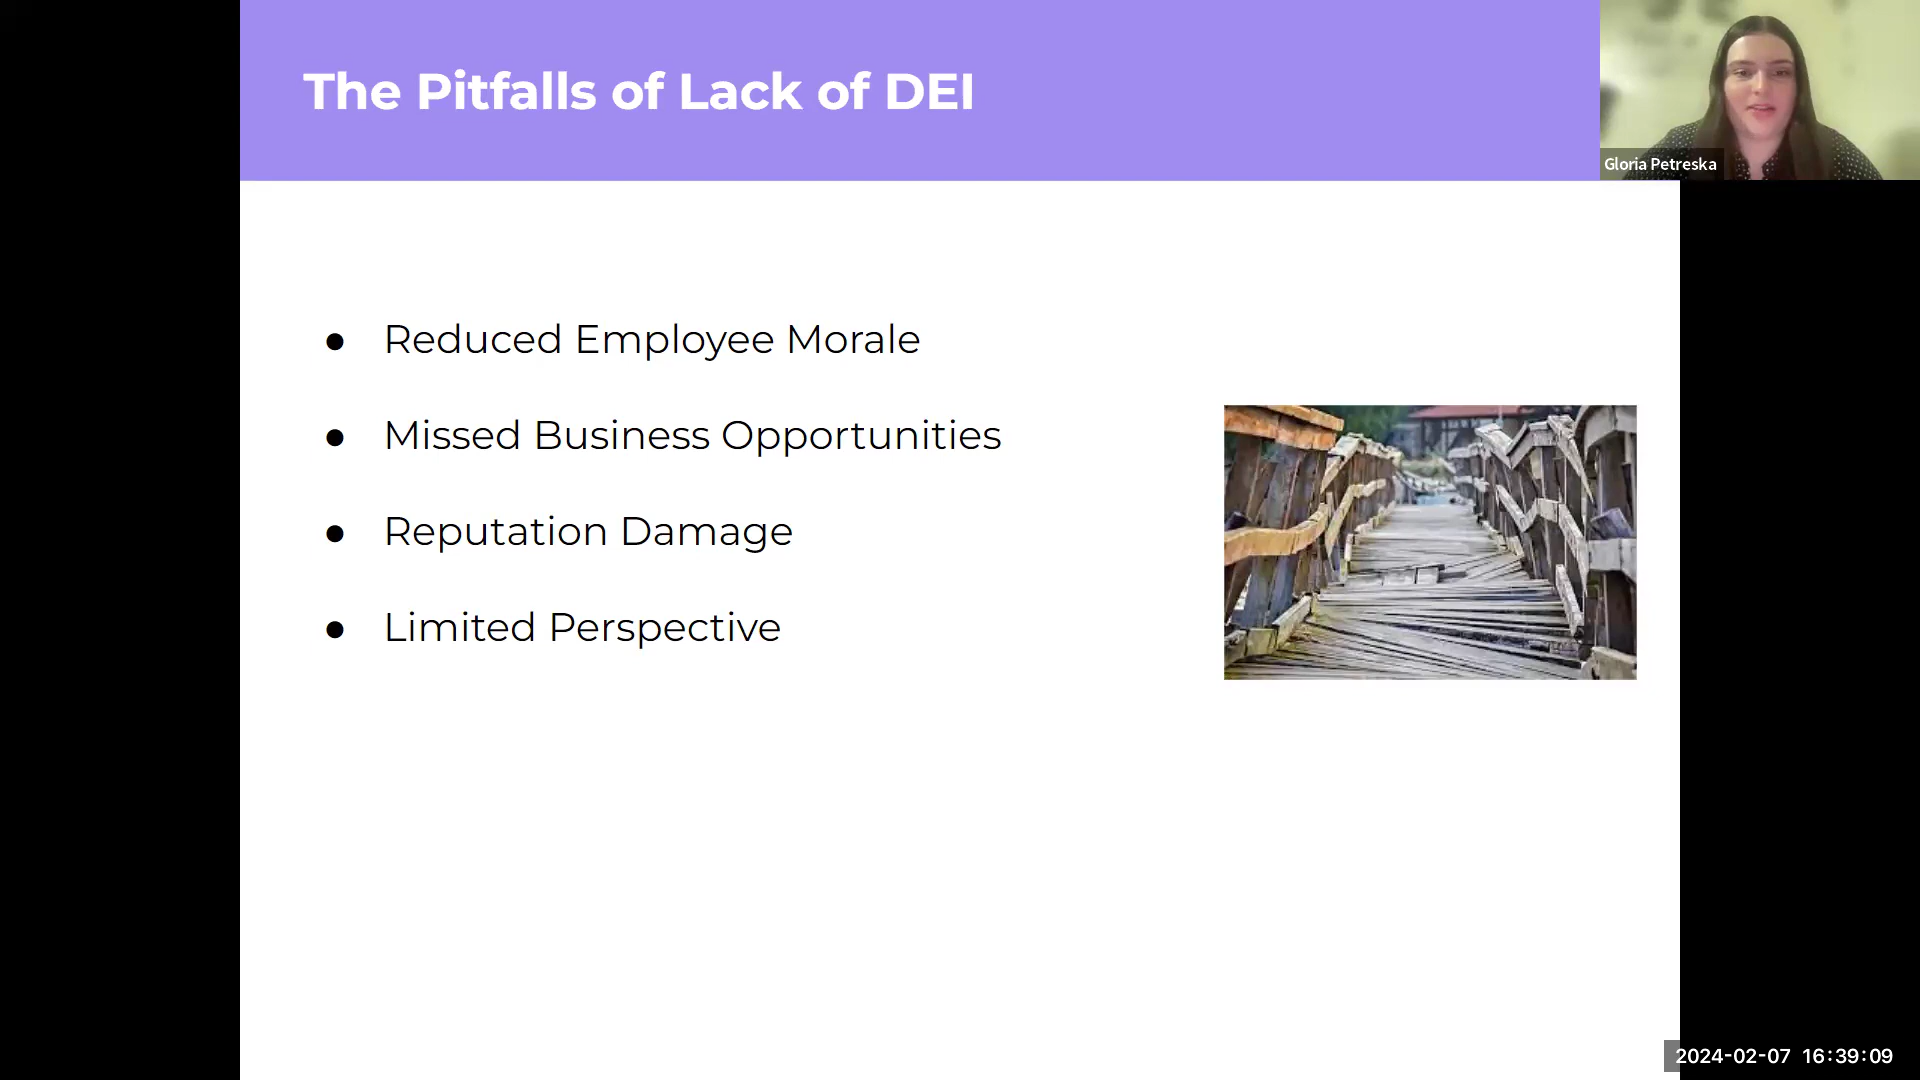 The Pitfalls of Lack of DEI
Gloria Petreska
● Reduced Employee Morale
● Missed Business Opportunities
● Reputation Damage
● Limited Perspective
2024-02-07 16:39:09